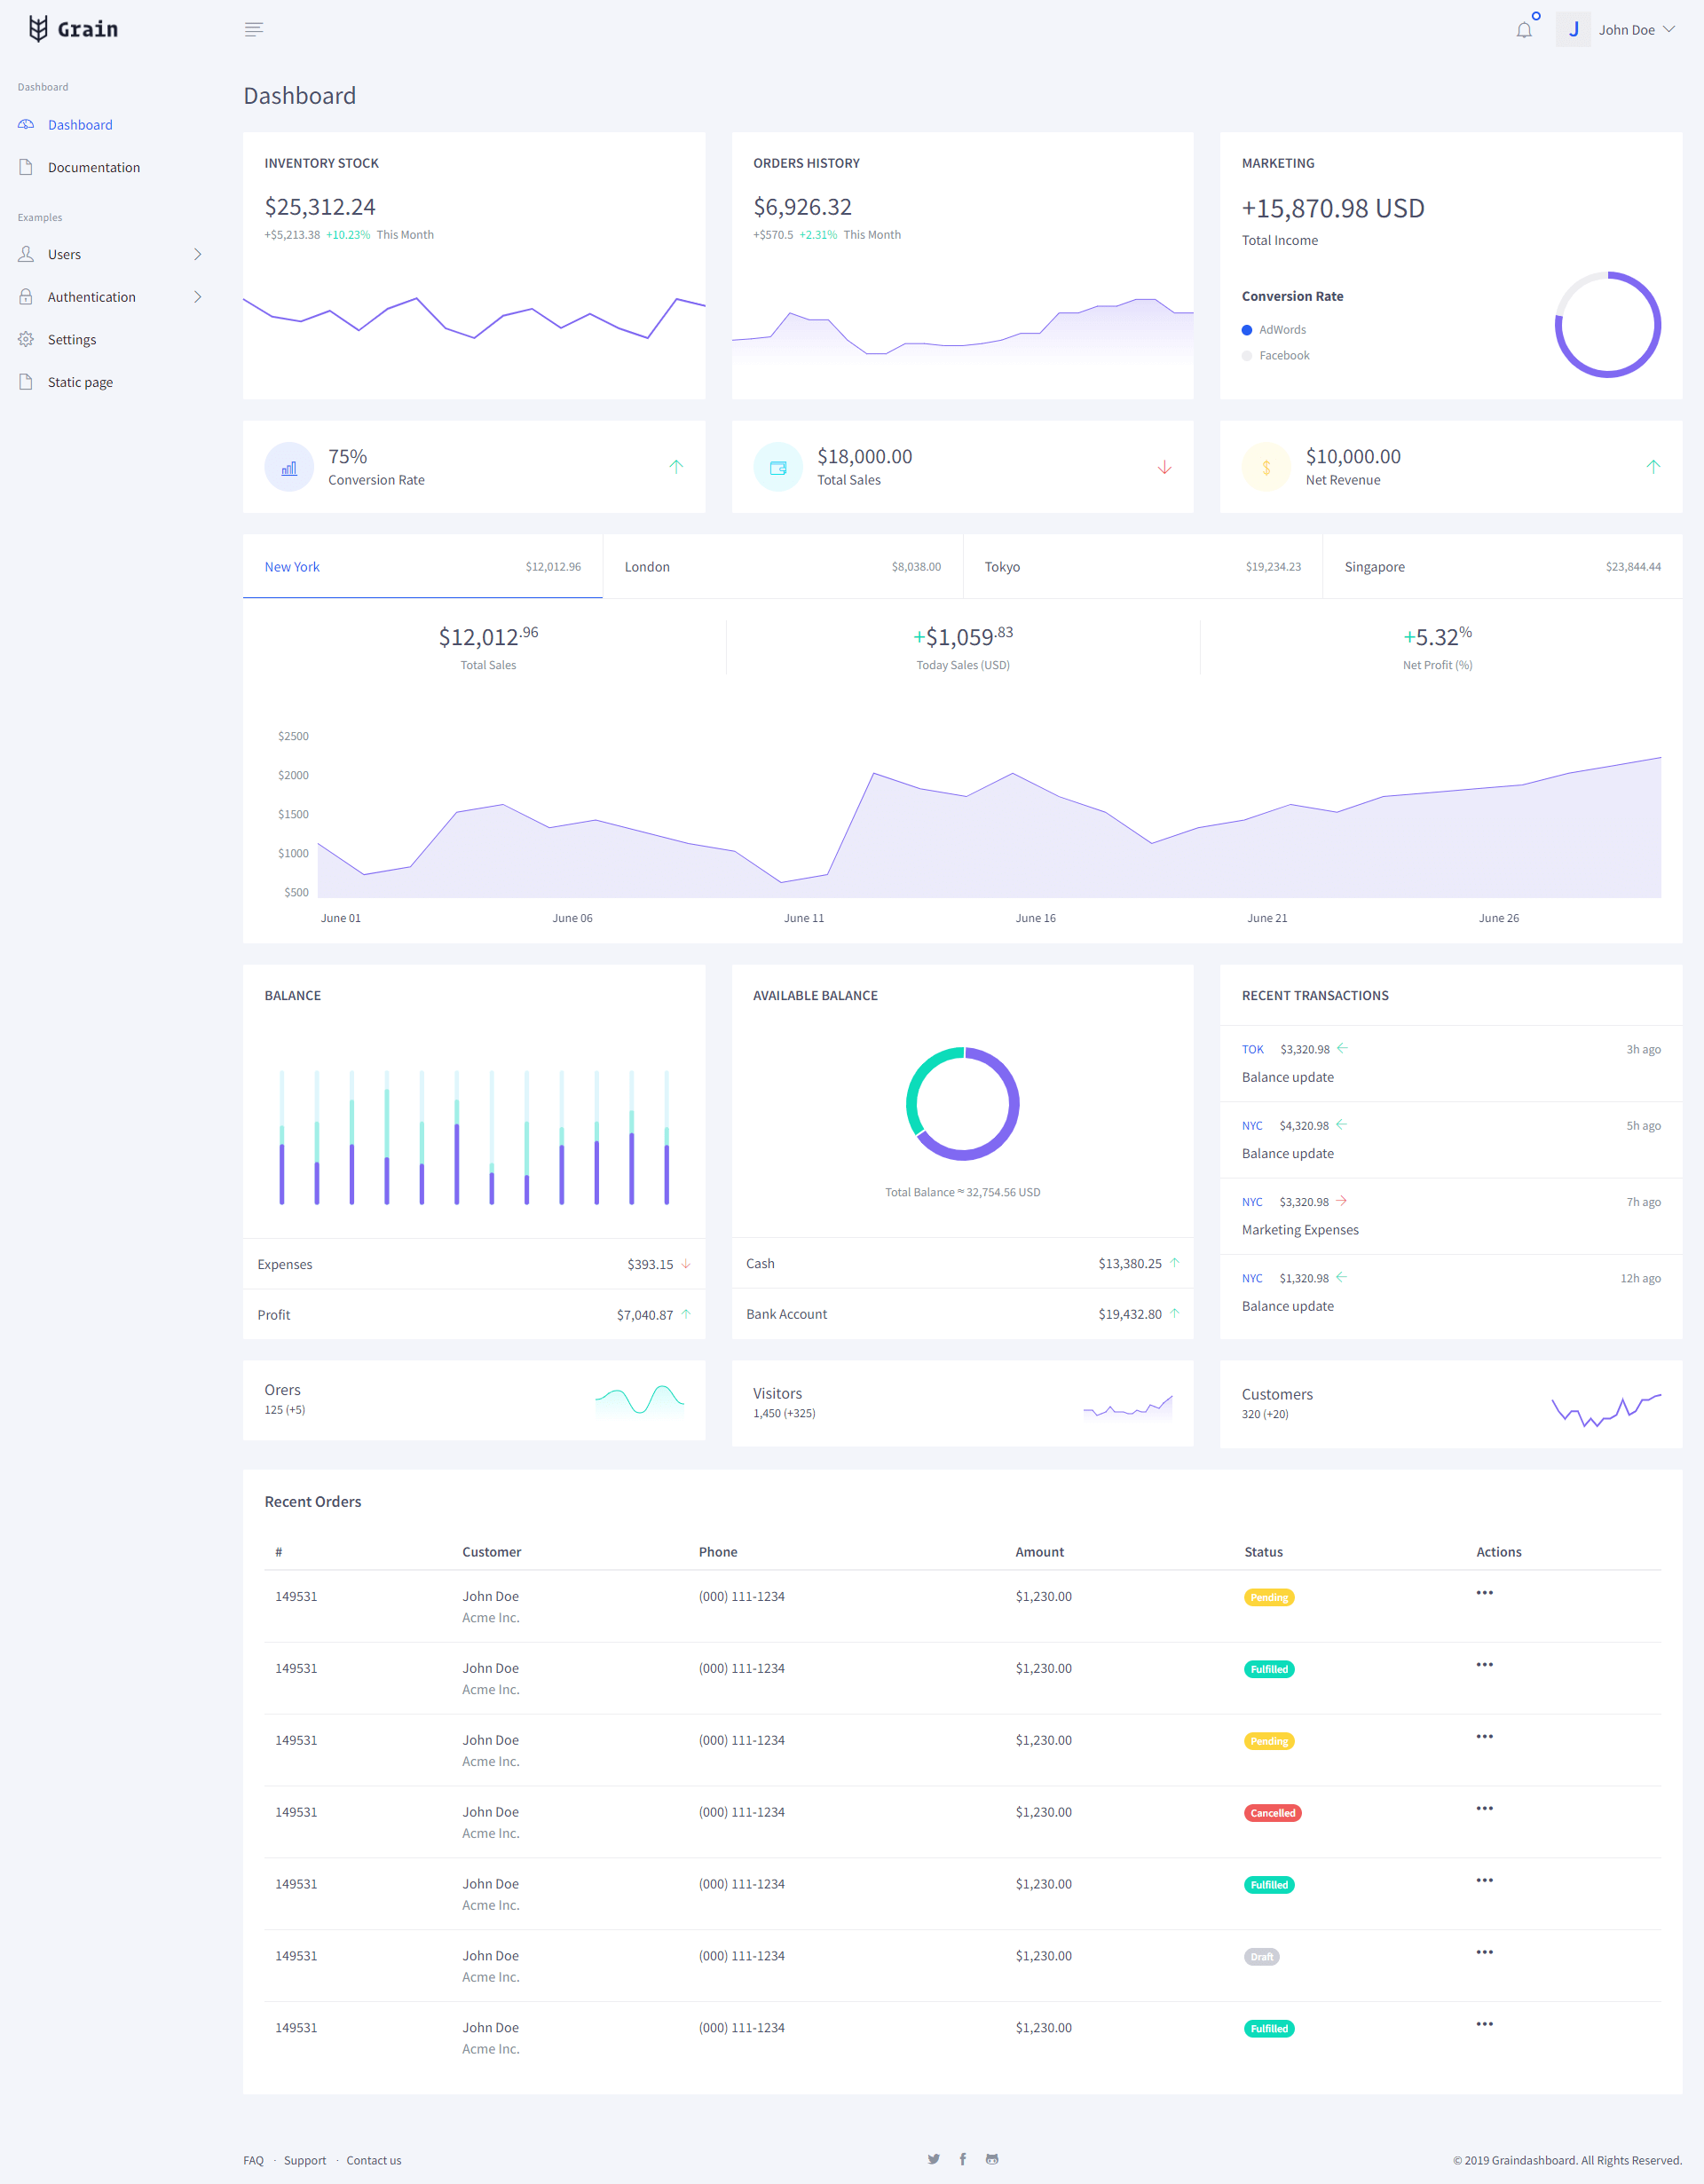 Grain
J John Doe
Dashboard
Dashboard
Documentation
Examples
Users
Authentication
Settings
Static page
Dashboard
INVENTORY STOCK
$25,312.24
+$5,213.38 +10.23% This Month
ORDERS HISTORY
$6,926.32
+$570.5 +2.31% This Month
MARKETING
+15,870.98 USD
Total Income
Conversion Rate
AdWords
Facebook
75%
Conversion Rate
$18,000.00
Total Sales
$
$10,000.00
Net Revenue
New York $12,012.96
London $8,038.00
Tokyo $19,234.23
Singapore $23,844.44
$12,012.96
Total Sales
+$1,059.83
Today Sales (USD)
+5.32%
Net Profit (%)
$2500
$2000
$1500
$1000
$500
June 01 June 06 June 11 June 16 June 21 June 26
BALANCE
Expenses $393.15
Profit $7,040.87
AVAILABLE BALANCE
Total Balance ≈ 32,754.56 USD
Cash $13,380.25
Bank Account $19,432.80
RECENT TRANSACTIONS
TOK $3,320.98 3h ago
Balance update
NYC $4,320.98 5h ago
Balance update
NYC $3,320.98 7h ago
Marketing Expenses
NYC $1,320.98 12h ago
Balance update
Orers
125 (+5)
Visitors
1,450 (+325)
Customers
320 (+20)
Recent Orders
# Customer Phone Amount Status Actions
149531 John Doe (000) 111-1234 $1,230.00 Pending
Acme Inc.
149531 John Doe (000) 111-1234 $1,230.00 Fulfilled
Acme Inc.
149531 John Doe (000) 111-1234 $1,230.00 Pending
Acme Inc.
149531 John Doe (000) 111-1234 $1,230.00 Cancelled
Acme Inc.
149531 John Doe (000) 111-1234 $1,230.00 Fulfilled
Acme Inc.
149531 John Doe (000) 111-1234 $1,230.00 Draft
Acme Inc.
149531 John Doe (000) 111-1234 $1,230.00 Fulfilled
Acme Inc.
FAQ · Support · Contact us
© 2019 Graindashboard. All Rights Reserved.